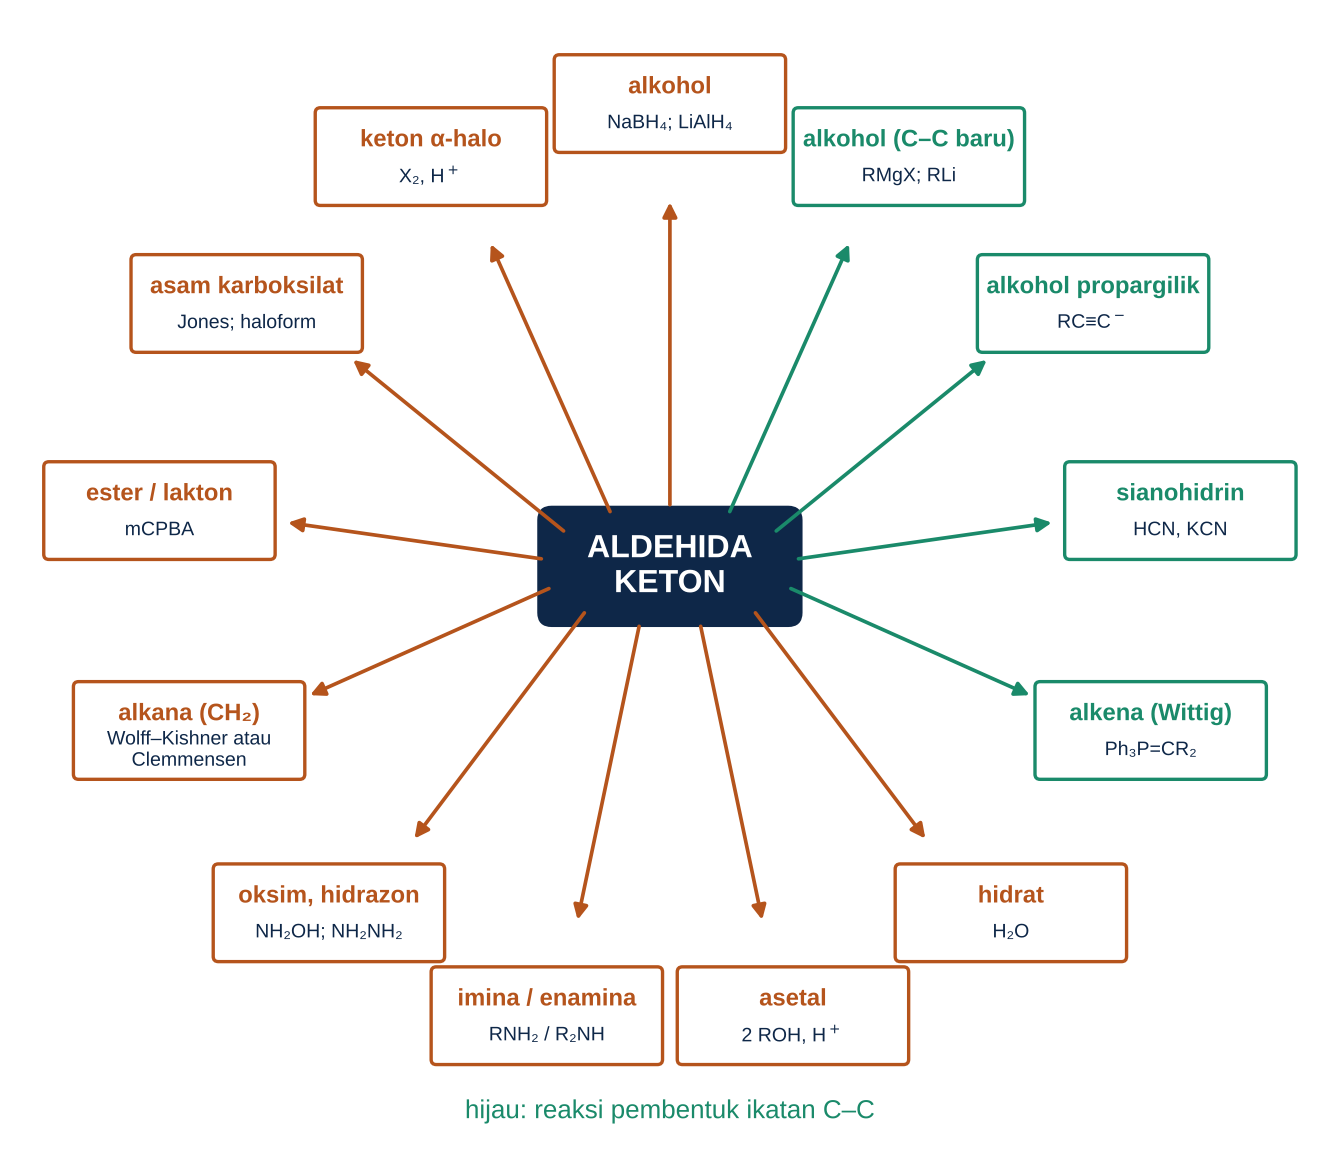 alkohol
NaBH₄; LiAlH₄
keton α-halo
X₂, H⁺
alkohol (C–C baru)
RMgX; RLi
asam karboksilat
Jones; haloform
alkohol propargilik
RC≡C⁻
ester / lakton
mCPBA
sianohidrin
HCN, KCN
ALDEHIDA
KETON
alkana (CH₂)
Wolff–Kishner atau
Clemmensen
alkena (Wittig)
Ph₃P=CR₂
oksim, hidrazon
NH₂OH; NH₂NH₂
hidrat
H₂O
imina / enamina
RNH₂ / R₂NH
asetal
2 ROH, H⁺
hijau: reaksi pembentuk ikatan C–C